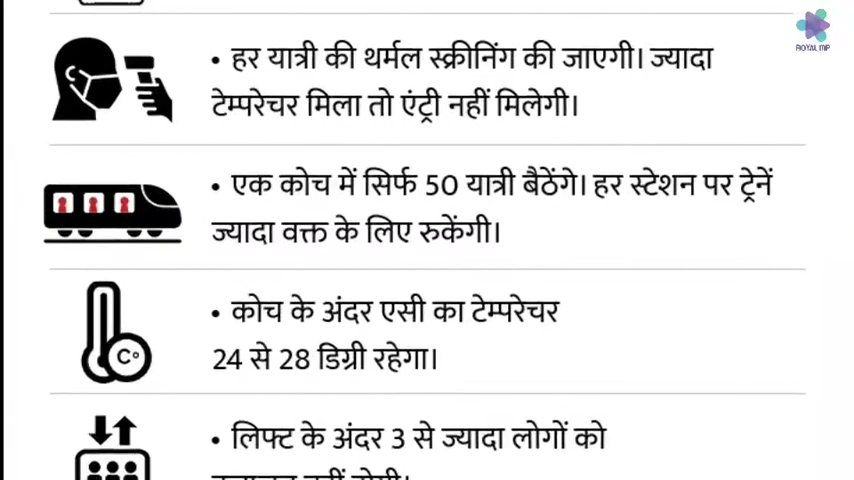 ROYAL MP
• हर यात्री की थर्मल स्क्रीनिंग की जाएगी। ज्यादा
टेम्परेचर मिला तो एंट्री नहीं मिलेगी।
• एक कोच में सिर्फ 50 यात्री बैठेंगे। हर स्टेशन पर ट्रेनें
ज्यादा वक्त के लिए रुकेंगी।
• कोच के अंदर एसी का टेम्परेचर
24 से 28 डिग्री रहेगा।
C°
• लिफ्ट के अंदर 3 से ज्यादा लोगों को